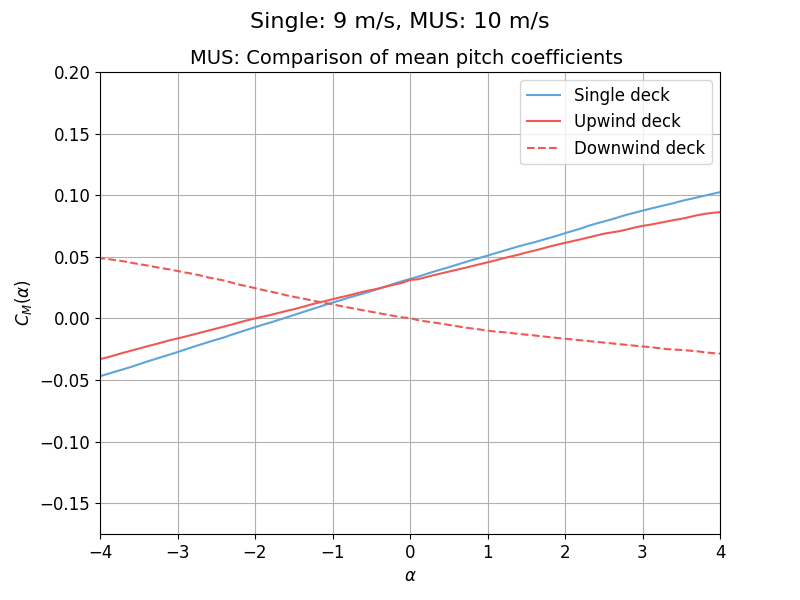 Single: 9 m/s, MUS: 10 m/s
MUS: Comparison of mean pitch coefficients
Single deck
Upwind deck
Downwind deck
0.20
0.15
0.10
0.05
0.00
−0.05
−0.10
−0.15
C_M(α)
−4 −3 −2 −1 0 1 2 3 4
α